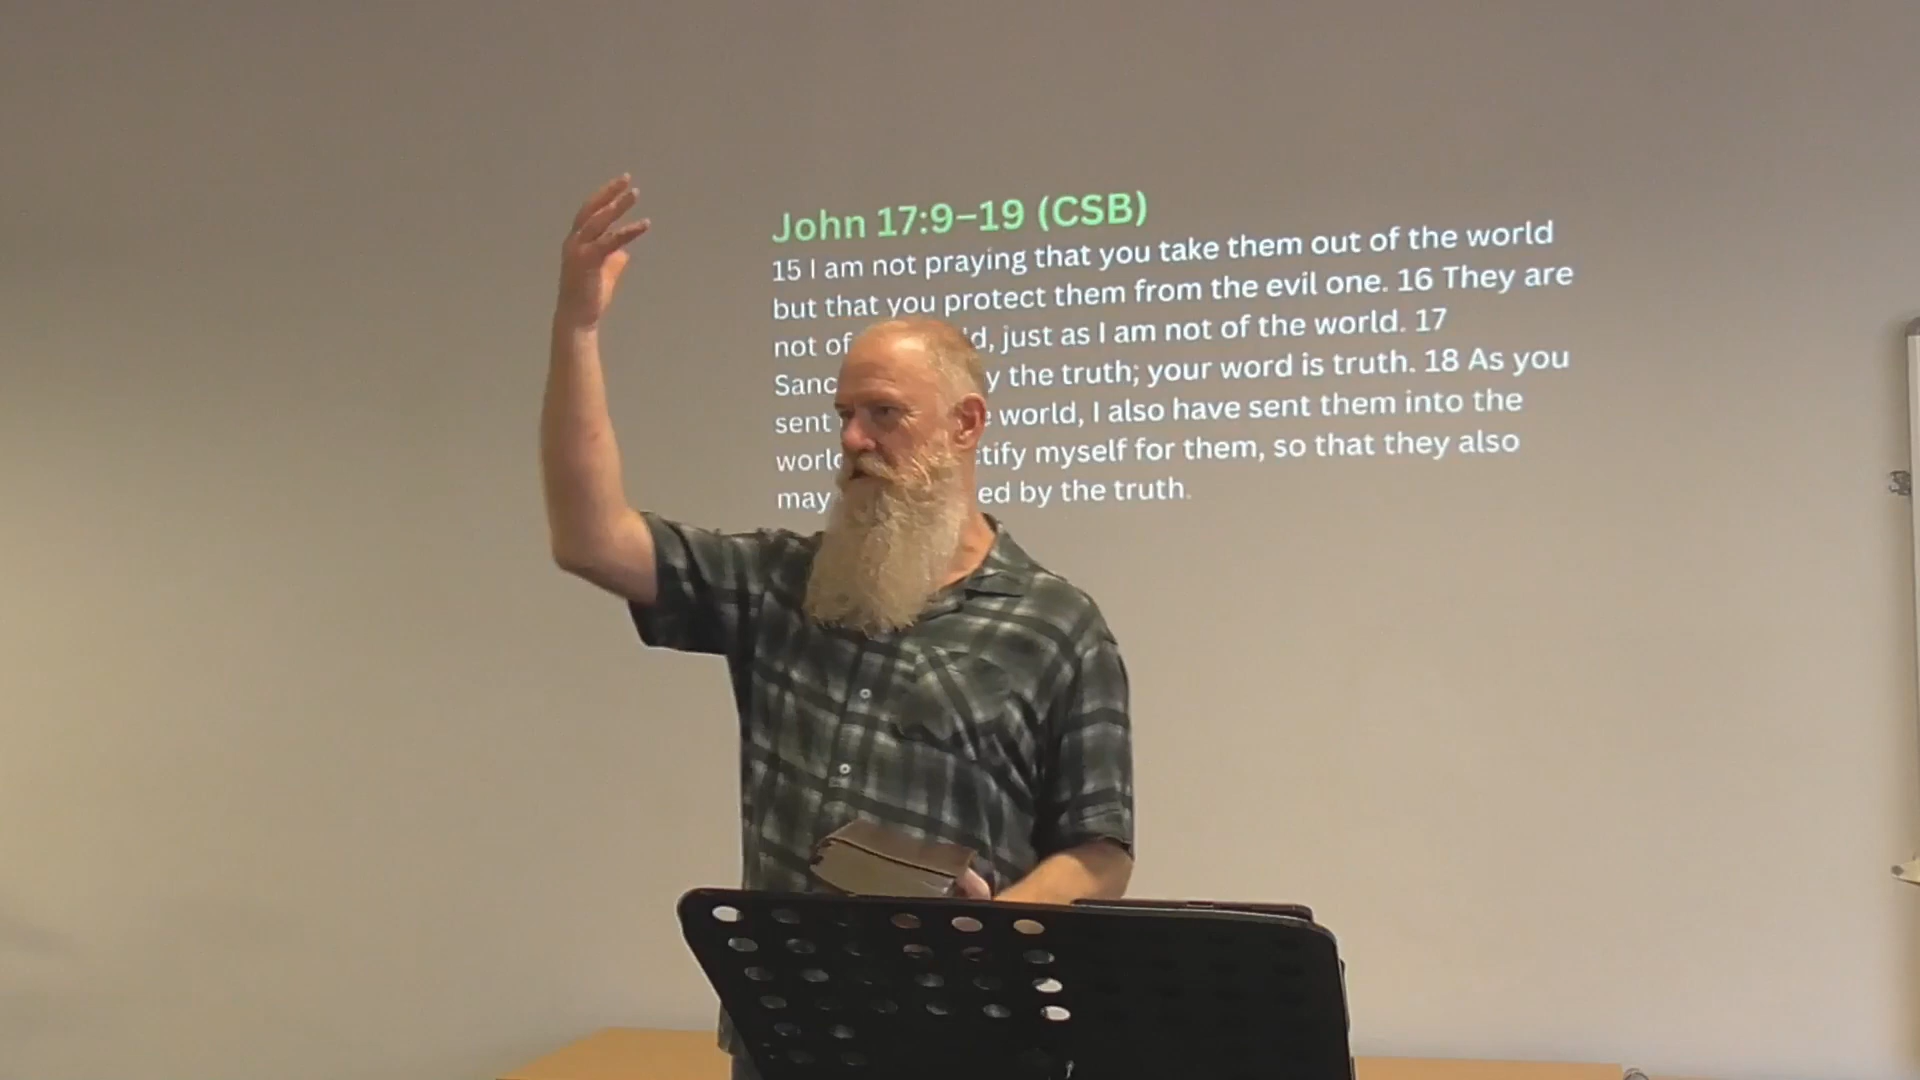 John 17:9–19 (CSB)
15 I am not praying that you take them out of the world
but that you protect them from the evil one. 16 They are
not of d, just as I am not of the world. 17
Sanc y the truth; your word is truth. 18 As you
sent world, I also have sent them into the
world tify myself for them, so that they also
may ed by the truth.